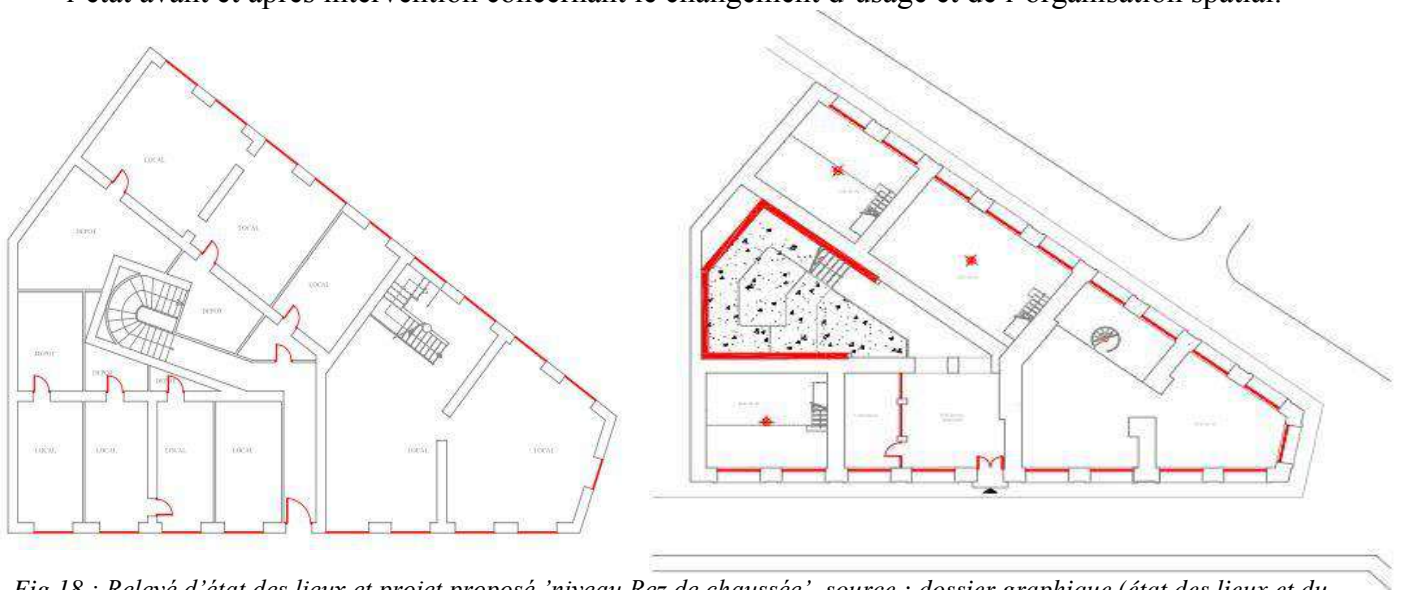 l'état avant et après intervention concernant le changement d'usage et de l'organisation spatial.
LOCAL
LOCAL
DEPOT
LOCAL
DEPOT
DEPOT
DEPOT
LOCAL
LOCAL
LOCAL
LOCAL
LOCAL
LOCAL
Fig 18 : Relevé d'état des lieux et projet proposé 'niveau Rez de chaussée', source : dossier graphique (état des lieux et du